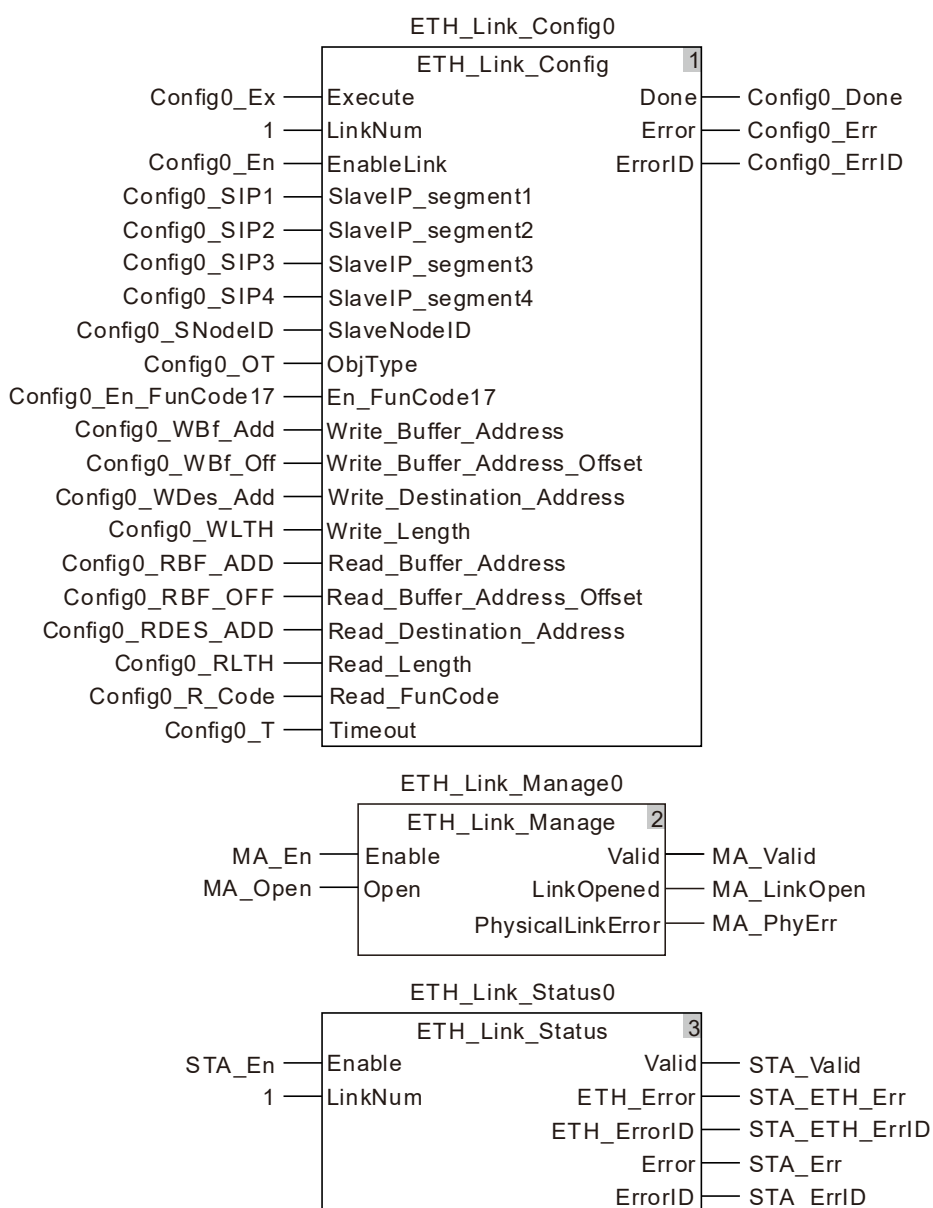 ETH_Link_Config0
ETH_Link_Config 1
Config0_Ex Execute Done Config0_Done
1 LinkNum Error Config0_Err
Config0_En EnableLink ErrorID Config0_ErrID
Config0_SIP1 SlaveIP_segment1
Config0_SIP2 SlaveIP_segment2
Config0_SIP3 SlaveIP_segment3
Config0_SIP4 SlaveIP_segment4
Config0_SNodeID SlaveNodeID
Config0_OT ObjType
Config0_En_FunCode17 En_FunCode17
Config0_WBf_Add Write_Buffer_Address
Config0_WBf_Off Write_Buffer_Address_Offset
Config0_WDes_Add Write_Destination_Address
Config0_WLTH Write_Length
Config0_RBF_ADD Read_Buffer_Address
Config0_RBF_OFF Read_Buffer_Address_Offset
Config0_RDES_ADD Read_Destination_Address
Config0_RLTH Read_Length
Config0_R_Code Read_FunCode
Config0_T Timeout
ETH_Link_Manage0
ETH_Link_Manage 2
MA_En Enable Valid MA_Valid
MA_Open Open LinkOpened MA_LinkOpen
PhysicalLinkError MA_PhyErr
ETH_Link_Status0
ETH_Link_Status 3
STA_En Enable Valid STA_Valid
1 LinkNum ETH_Error STA_ETH_Err
ETH_ErrorID STA_ETH_ErrID
Error STA_Err
ErrorID STA_ErrID